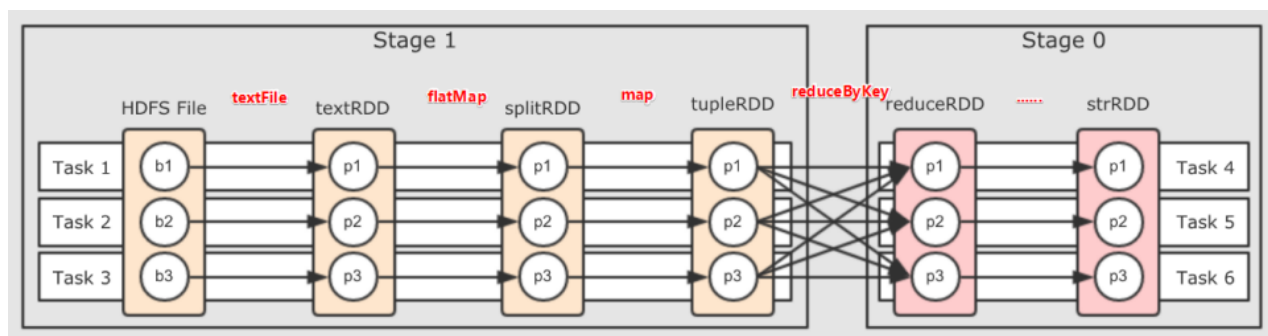 Stage 1
Stage 0
textFile
flatMap
map
reduceByKey
......
HDFS File
textRDD
splitRDD
tupleRDD
reduceRDD
strRDD
Task 1
b1
p1
p1
p1
p1
p1
Task 4
Task 2
b2
p2
p2
p2
p2
p2
Task 5
Task 3
b3
p3
p3
p3
p3
p3
Task 6